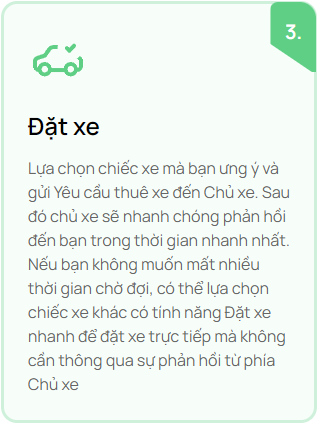 3.
Đặt xe
Lựa chọn chiếc xe mà bạn ưng ý và
gửi Yêu cầu thuê xe đến Chủ xe. Sau
đó chủ xe sẽ nhanh chóng phản hồi
đến bạn trong thời gian nhanh nhất.
Nếu bạn không muốn mất nhiều
thời gian chờ đợi, có thể lựa chọn
chiếc xe khác có tính năng Đặt xe
nhanh để đặt xe trực tiếp mà không
cần thông qua sự phản hồi từ phía
Chủ xe